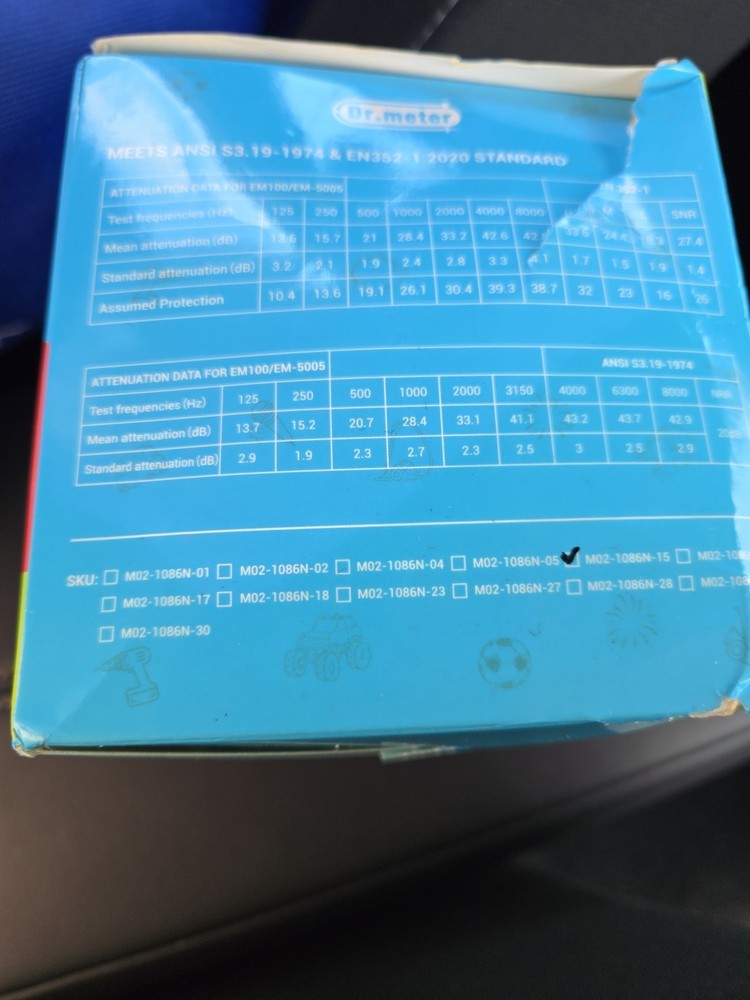 Dr.meter
MEETS ANSI S3.19-1974 & EN352-1 2020 STANDARD
ATTENUATION DATA FOR EM100/EM-5005
Test frequencies (Hz) 125 250 500 1000 2000 4000 8000 M SNR
Mean attenuation (dB) 13.6 15.7 21 28.4 33.2 42.6 33.5 24.4 27.4
Standard attenuation (dB) 3.2 2.1 1.9 2.4 2.8 3.3 4.1 1.7 1.5 1.9 1.4
Assumed Protection 10.4 13.6 19.1 26.1 30.4 39.3 38.7 32 23 16 26
ATTENUATION DATA FOR EM100/EM-5005 ANSI S3.19-1974
Test frequencies (Hz) 125 250 500 1000 2000 3150 4000 6300 8000 NRR
Mean attenuation (dB) 13.7 15.2 20.7 28.4 33.1 41.1 43.2 43.7 42.9
Standard attenuation (dB) 2.9 1.9 2.3 2.7 2.3 2.5 3 2.5 2.9
SKU: M02-1086N-01 M02-1086N-02 M02-1086N-04 M02-1086N-05 M02-1086N-15
M02-1086N-17 M02-1086N-18 M02-1086N-23 M02-1086N-27 M02-1086N-28
M02-1086N-30